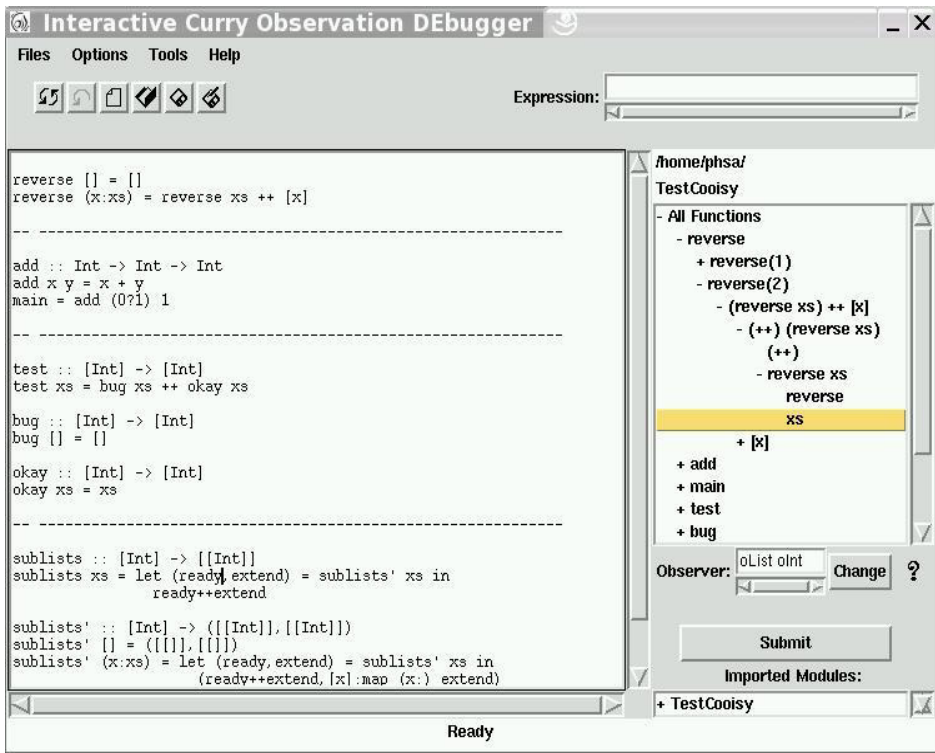 Interactive Curry Observation DEbugger
Files Options Tools Help
Expression:
reverse [] = []
reverse (x:xs) = reverse xs ++ [x]
-- --------------------------------------------------------
add :: Int -> Int -> Int
add x y = x + y
main = add (0?1) 1
-- --------------------------------------------------------
test :: [Int] -> [Int]
test xs = bug xs ++ okay xs
bug :: [Int] -> [Int]
bug [] = []
okay :: [Int] -> [Int]
okay xs = xs
-- --------------------------------------------------------
sublists :: [Int] -> [[Int]]
sublists xs = let (ready,extend) = sublists' xs in
ready++extend
sublists' :: [Int] -> ([[Int]],[[Int]])
sublists' [] = ([[]],[[]])
sublists' (x:xs) = let (ready,extend) = sublists' xs in
(ready++extend,[x]:map (x:) extend)
/home/phsa/
TestCooisy
- All Functions
- reverse
+ reverse(1)
- reverse(2)
- (reverse xs) ++ [x]
- (++) (reverse xs)
(++)
- reverse xs
reverse
xs
+ [x]
+ add
+ main
+ test
+ bug
Observer: oList oInt Change ?
Submit
Imported Modules:
+ TestCooisy
Ready